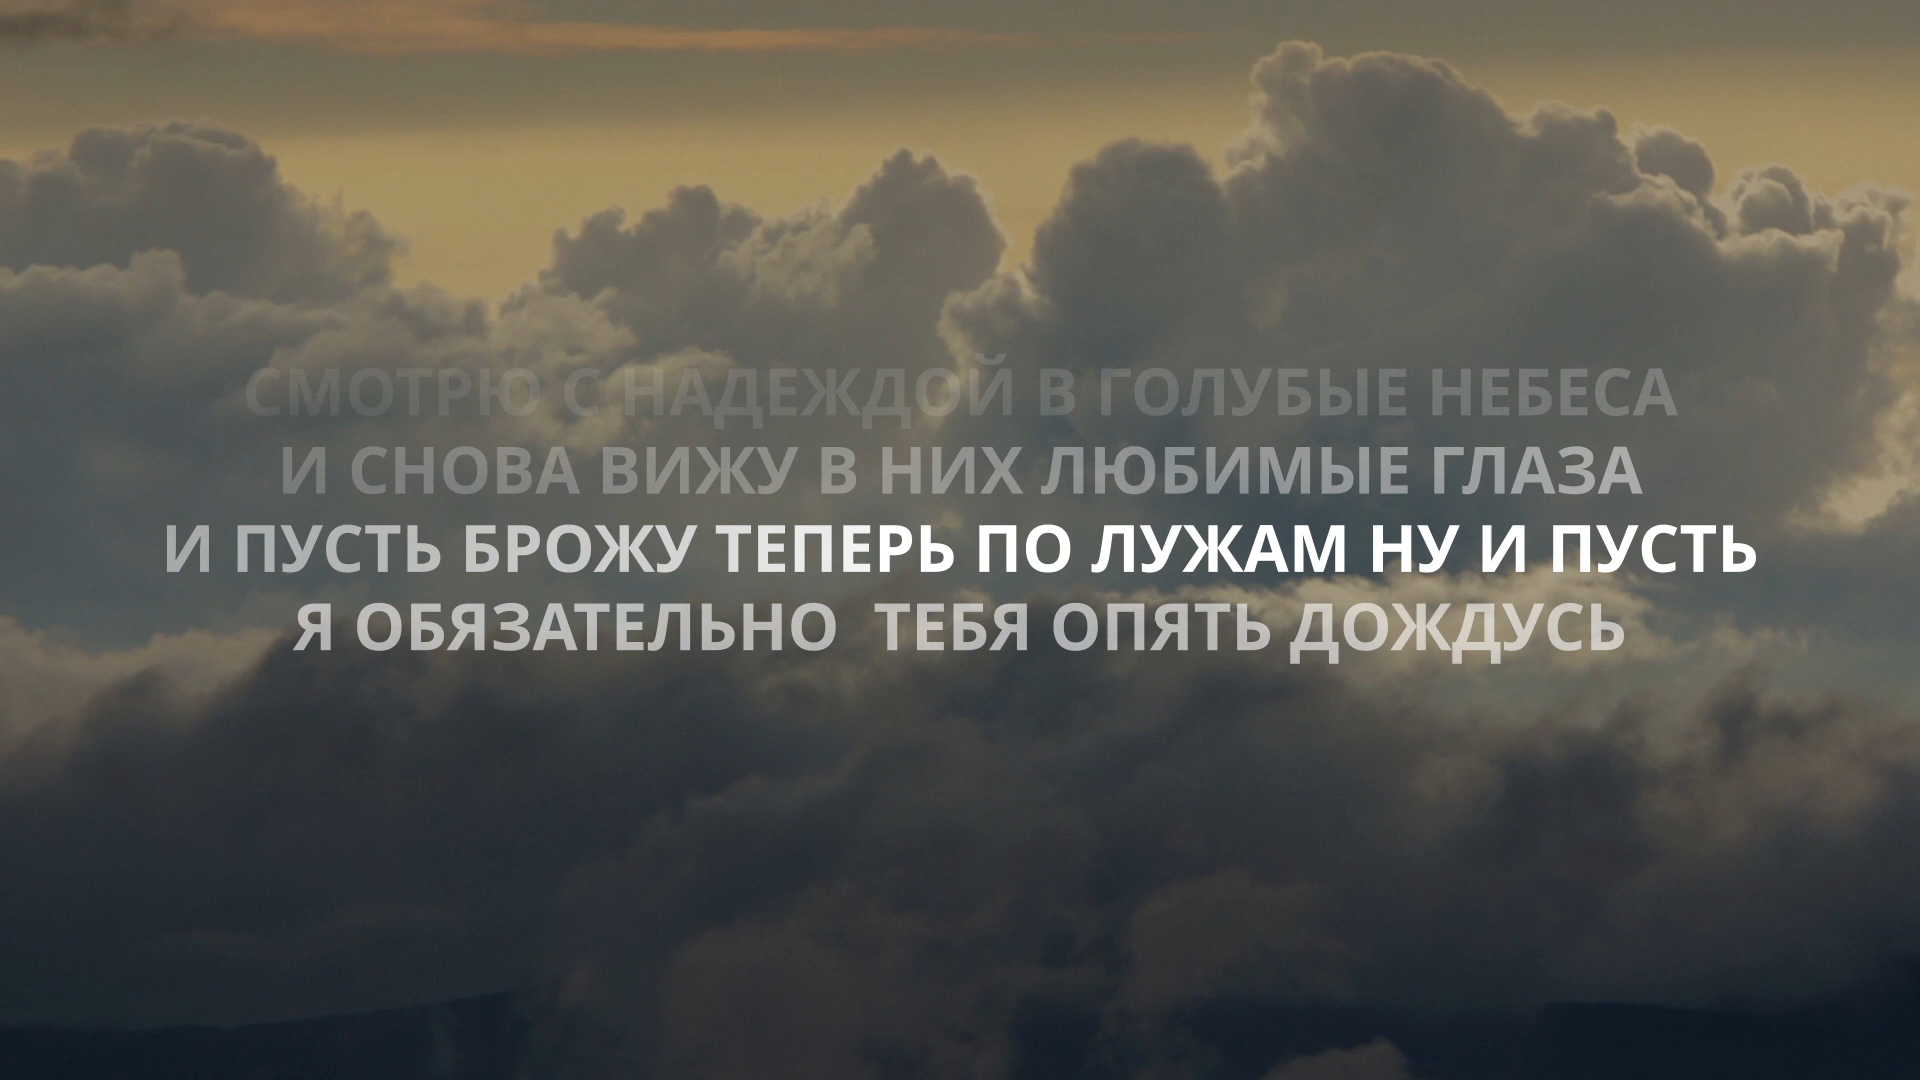 СМОТРЮ С НАДЕЖДОЙ В ГОЛУБЫЕ НЕБЕСА
И СНОВА ВИЖУ В НИХ ЛЮБИМЫЕ ГЛАЗА
И ПУСТЬ БРОЖУ ТЕПЕРЬ ПО ЛУЖАМ НУ И ПУСТЬ
Я ОБЯЗАТЕЛЬНО  ТЕБЯ ОПЯТЬ ДОЖДУСЬ